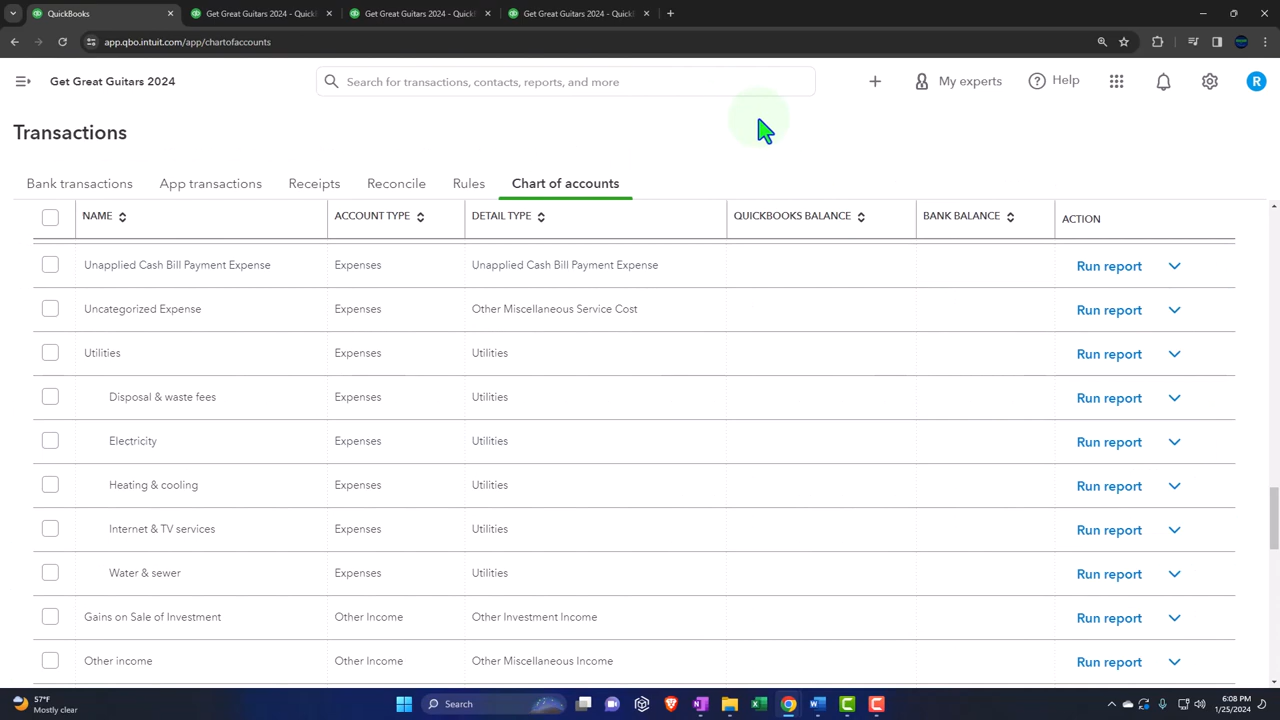 QuickBooks
Get Great Guitars 2024 - QuickB
Get Great Guitars 2024 - QuickB
Get Great Guitars 2024 - QuickB
app.qbo.intuit.com/app/chartofaccounts
Get Great Guitars 2024
Search for transactions, contacts, reports, and more
My experts
Help
R
Transactions
Bank transactions App transactions Receipts Reconcile Rules Chart of accounts
NAME ACCOUNT TYPE DETAIL TYPE QUICKBOOKS BALANCE BANK BALANCE ACTION
Unapplied Cash Bill Payment Expense Expenses Unapplied Cash Bill Payment Expense Run report
Uncategorized Expense Expenses Other Miscellaneous Service Cost Run report
Utilities Expenses Utilities Run report
Disposal & waste fees Expenses Utilities Run report
Electricity Expenses Utilities Run report
Heating & cooling Expenses Utilities Run report
Internet & TV services Expenses Utilities Run report
Water & sewer Expenses Utilities Run report
Gains on Sale of Investment Other Income Other Investment Income Run report
Other income Other Income Other Miscellaneous Income Run report
57°F
Mostly clear
Search
6:08 PM
1/25/2024